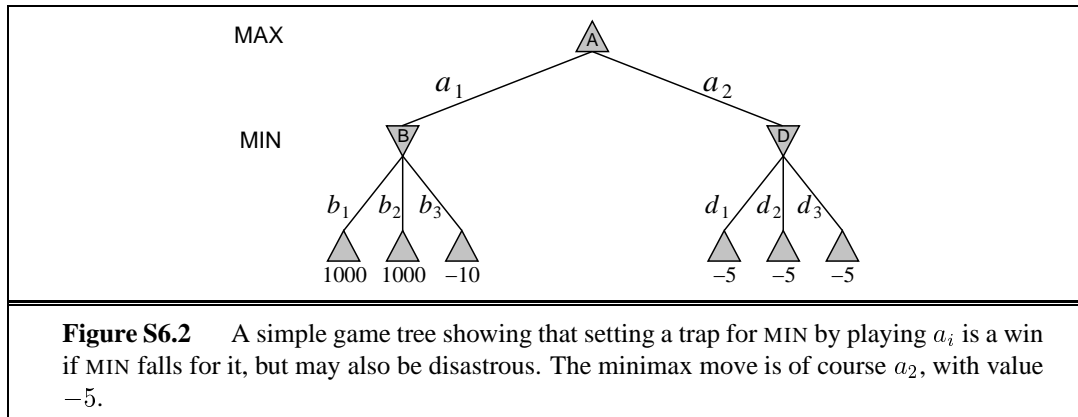 MAX
A
a1 a2
MIN
B D
b1 b2 b3 d1 d2 d3
1000 1000 −10 −5 −5 −5
Figure S6.2 A simple game tree showing that setting a trap for MIN by playing ai is a win
if MIN falls for it, but may also be disastrous. The minimax move is of course a2, with value
−5.